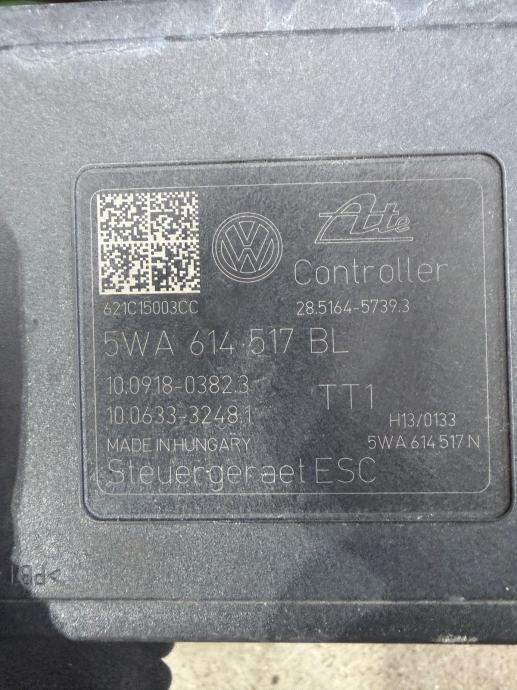 Ate
Controller
621C15003CC
28.5164-5739.3
5WA 614 517 BL
10.0918-0382.3
TT1
10.0633-3248.1
H13/0133
MADE IN HUNGARY
5WA 614 517 N
Steuergeraet ESC